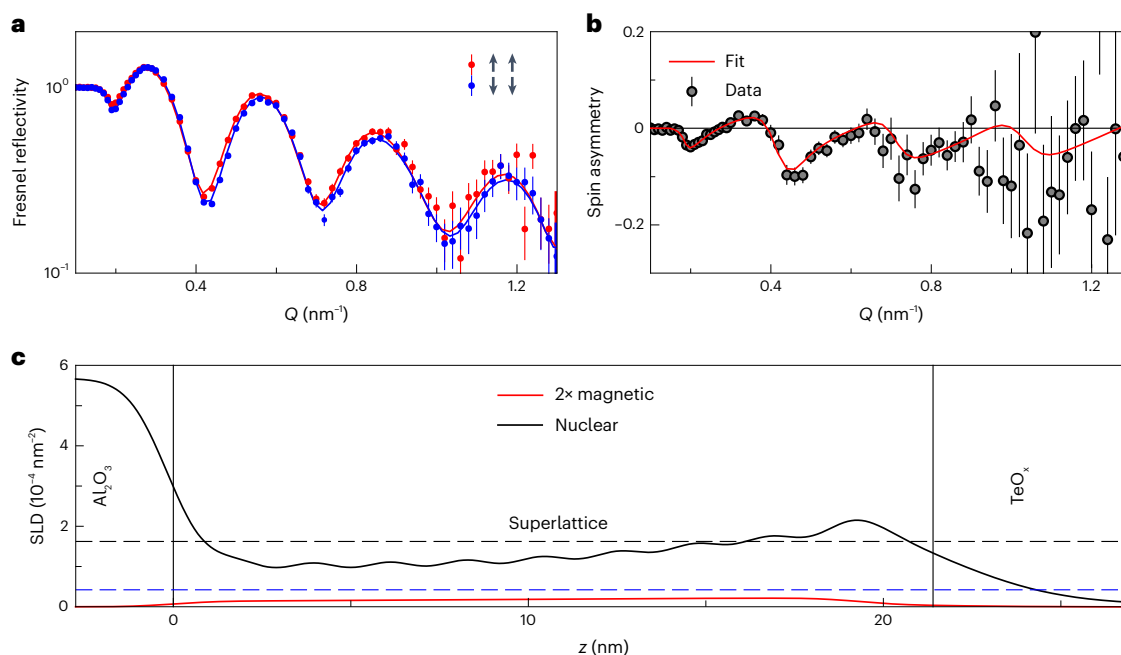 a
Fresnel reflectivity
10⁰
10⁻¹
0.4
0.8
1.2
Q (nm⁻¹)
b
Spin asymmetry
0.2
0
−0.2
Fit
Data
0.4
0.8
1.2
Q (nm⁻¹)
c
SLD (10⁻⁴ nm⁻²)
6
4
2
0
Al₂O₃
2× magnetic
Nuclear
Superlattice
TeOₓ
0
10
20
z (nm)